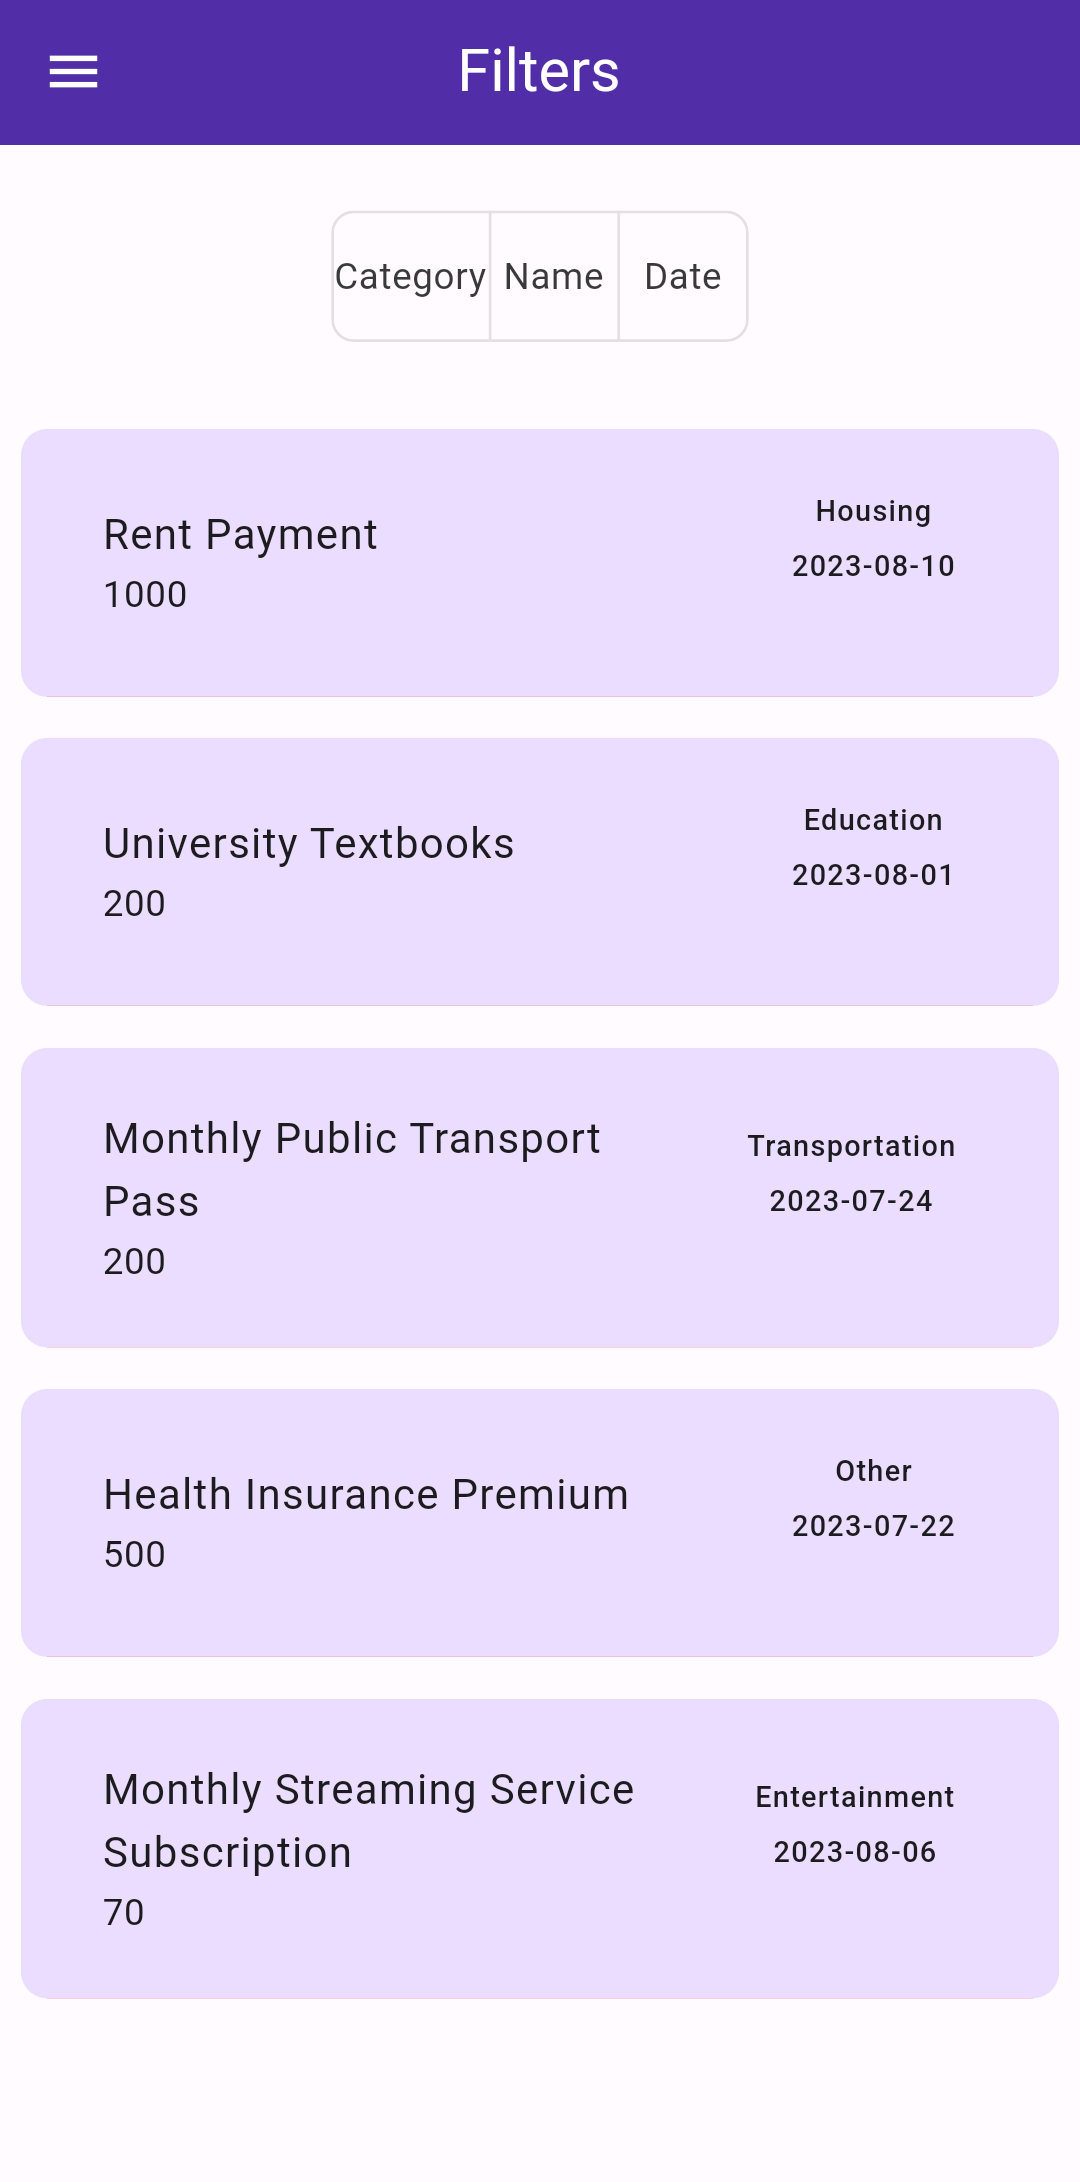 Filters
Category Name Date
Rent Payment
1000
Housing
2023-08-10
University Textbooks
200
Education
2023-08-01
Monthly Public Transport
Pass
200
Transportation
2023-07-24
Health Insurance Premium
500
Other
2023-07-22
Monthly Streaming Service
Subscription
70
Entertainment
2023-08-06